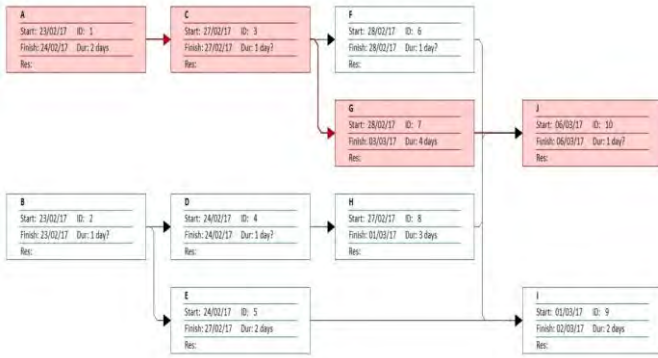 A
Start: 23/02/17 ID: 1
Finish: 24/02/17 Dur: 2 days
Res:
C
Start: 27/02/17 ID: 3
Finish: 27/02/17 Dur: 1 day?
Res:
F
Start: 28/02/17 ID: 6
Finish: 28/02/17 Dur: 1 day?
Res:
G
Start: 28/02/17 ID: 7
Finish: 03/03/17 Dur: 4 days
Res:
J
Start: 06/03/17 ID: 10
Finish: 06/03/17 Dur: 1 day?
Res:
B
Start: 23/02/17 ID: 2
Finish: 23/02/17 Dur: 1 day?
Res:
D
Start: 24/02/17 ID: 4
Finish: 24/02/17 Dur: 1 day?
Res:
H
Start: 27/02/17 ID: 8
Finish: 01/03/17 Dur: 3 days
Res:
E
Start: 24/02/17 ID: 5
Finish: 27/02/17 Dur: 2 days
Res:
I
Start: 01/03/17 ID: 9
Finish: 02/03/17 Dur: 2 days
Res: